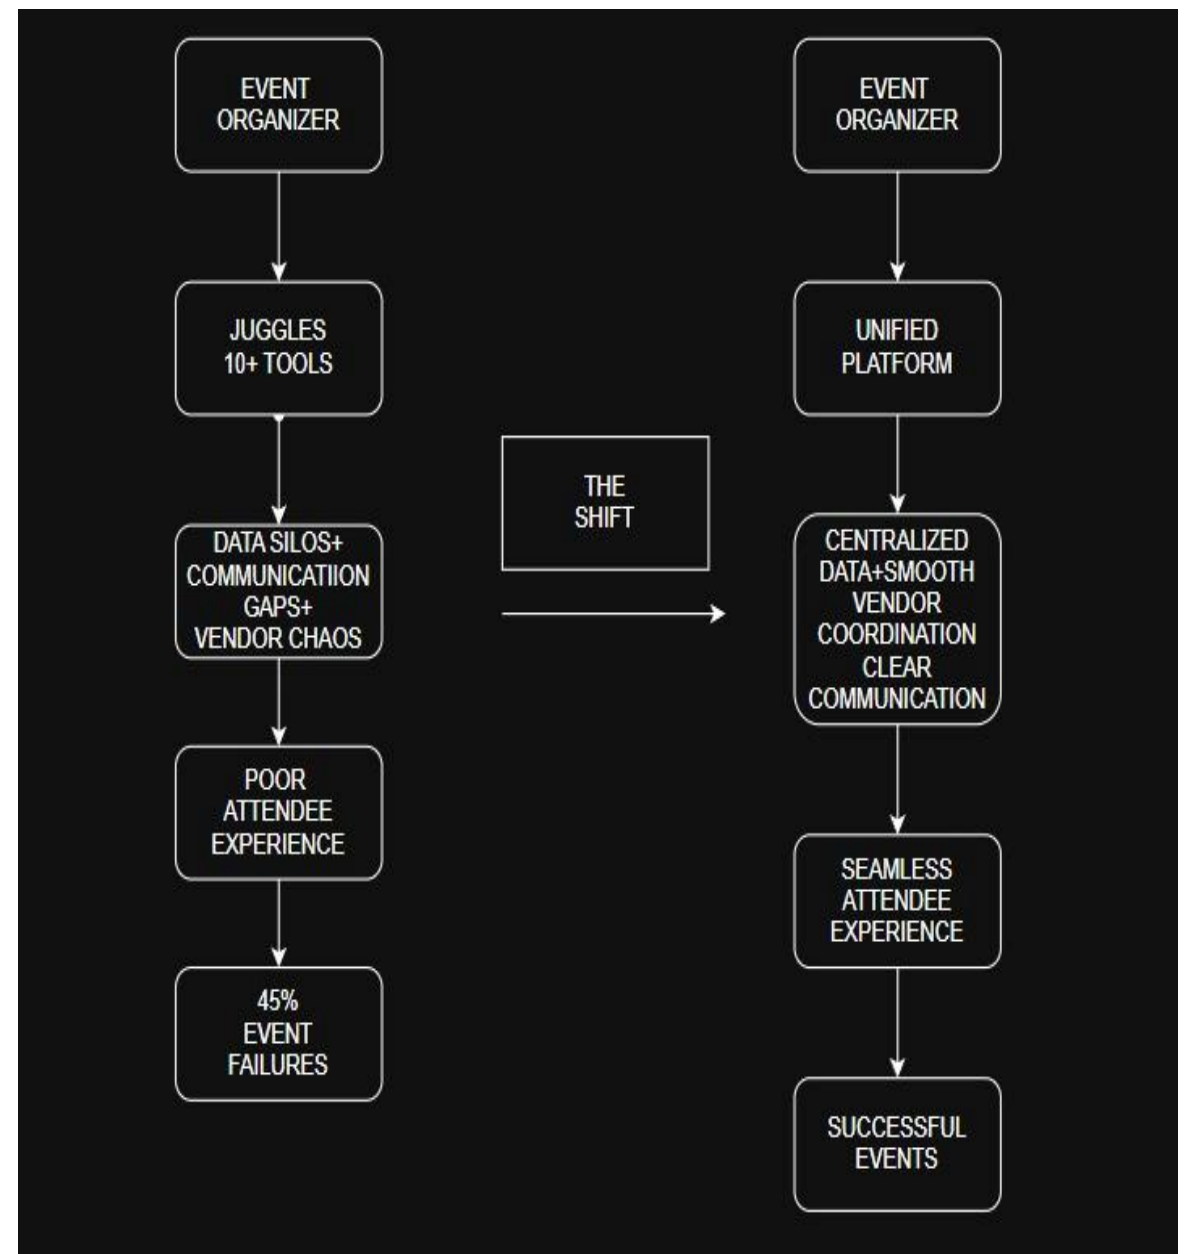 EVENT
ORGANIZER
JUGGLES
10+ TOOLS
DATA SILOS+
COMMUNICATIION
GAPS+
VENDOR CHAOS
POOR
ATTENDEE
EXPERIENCE
45%
EVENT
FAILURES
THE
SHIFT
EVENT
ORGANIZER
UNIFIED
PLATFORM
CENTRALIZED
DATA+SMOOTH
VENDOR
COORDINATION
CLEAR
COMMUNICATION
SEAMLESS
ATTENDEE
EXPERIENCE
SUCCESSFUL
EVENTS